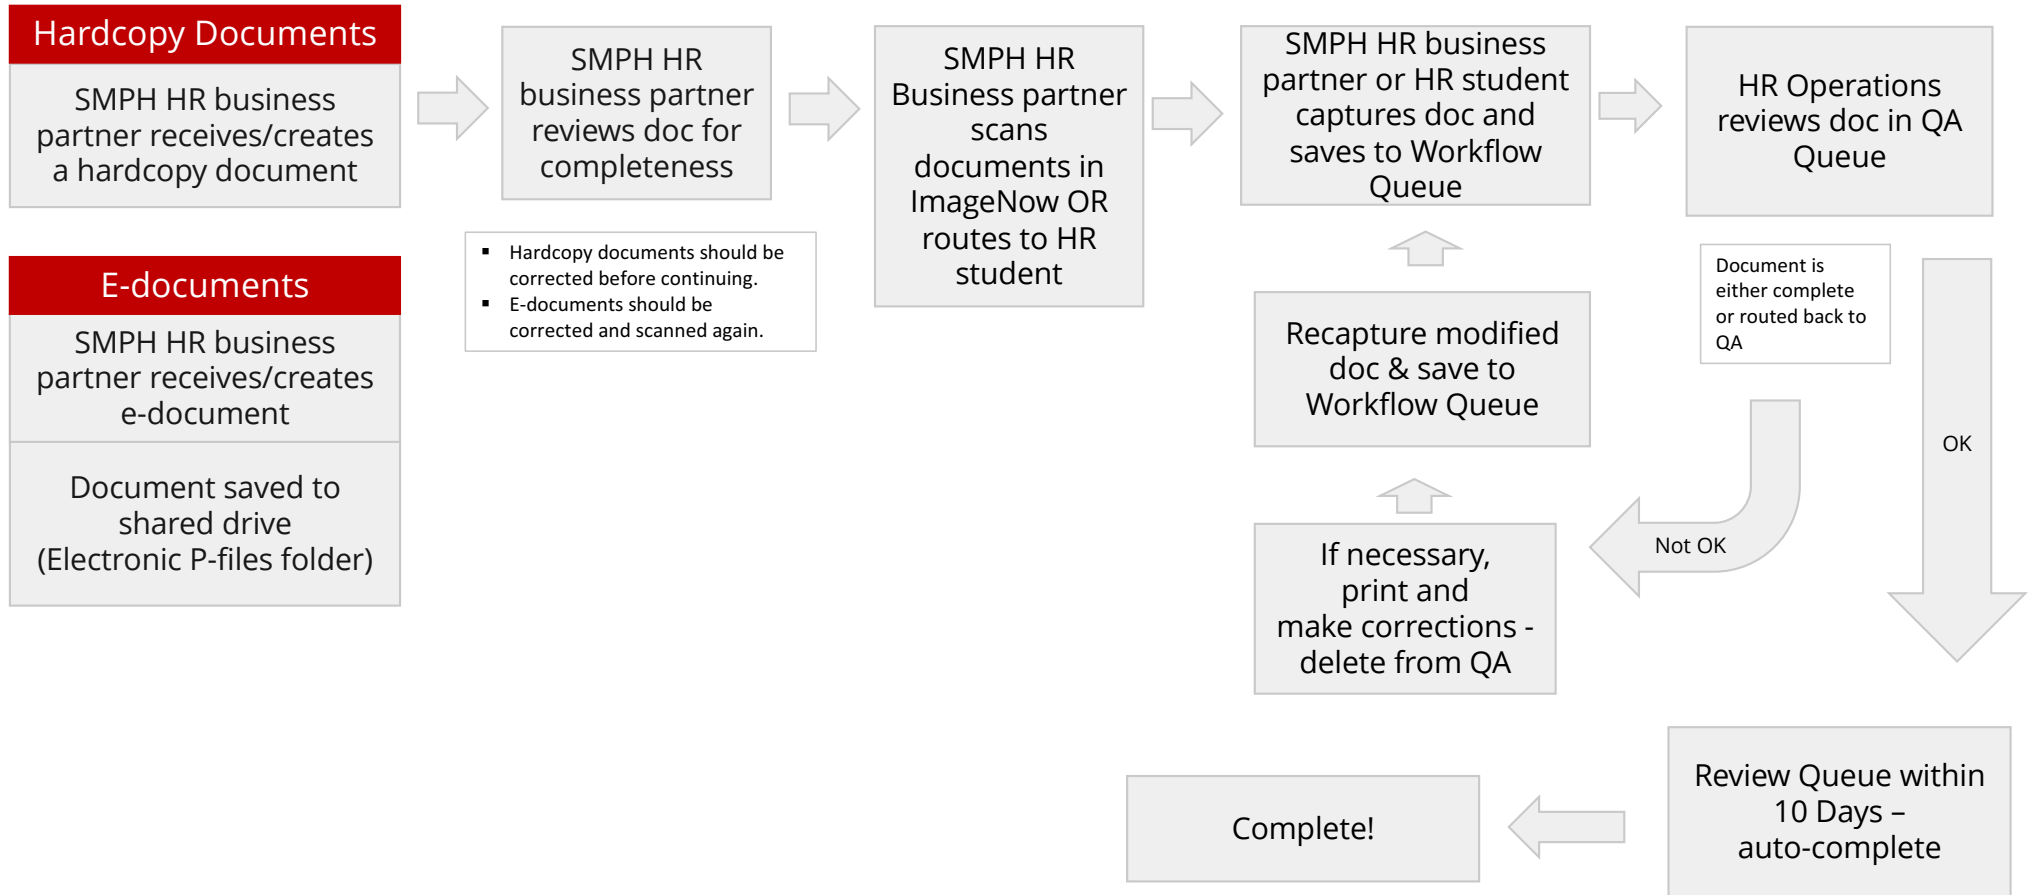 Hardcopy Documents
SMPH HR business
partner receives/creates
a hardcopy document
E-documents
SMPH HR business
partner receives/creates
e-document
Document saved to
shared drive
(Electronic P-files folder)
SMPH HR
business partner
reviews doc for
completeness
▪ Hardcopy documents should be
corrected before continuing.
▪ E-documents should be
corrected and scanned again.
SMPH HR
Business partner
scans
documents in
ImageNow OR
routes to HR
student
SMPH HR business
partner or HR student
captures doc and
saves to Workflow
Queue
HR Operations
reviews doc in QA
Queue
Document is
either complete
or routed back to
QA
OK
Not OK
If necessary,
print and
make corrections -
delete from QA
Recapture modified
doc & save to
Workflow Queue
Review Queue within
10 Days –
auto-complete
Complete!